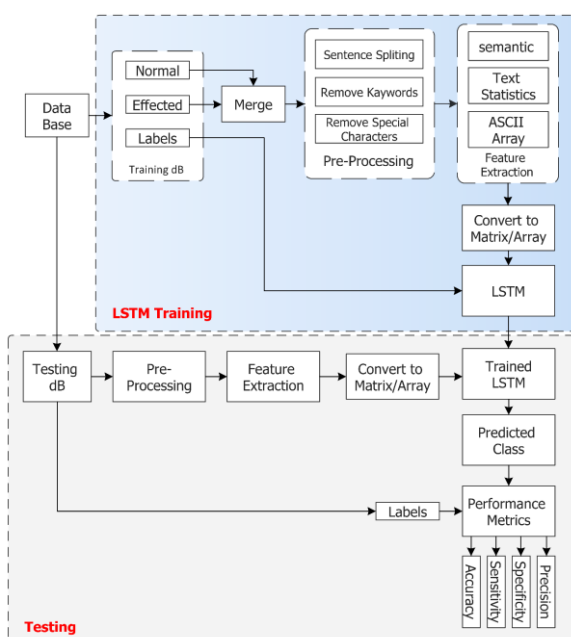 Data
Base
Normal
Effected
Labels
Training dB
Merge
Sentence Spliting
Remove Kaywords
Remove Special
Characters
Pre-Processing
semantic
Text
Statistics
ASCII
Array
Feature
Extraction
Convert to
Matrix/Array
LSTM
LSTM Training
Testing
dB
Pre-
Processing
Feature
Extraction
Convert to
Matrix/Array
Trained
LSTM
Predicted
Class
Labels
Performance
Metrics
Accuracy
Sensitivity
Specificity
Precision
Testing